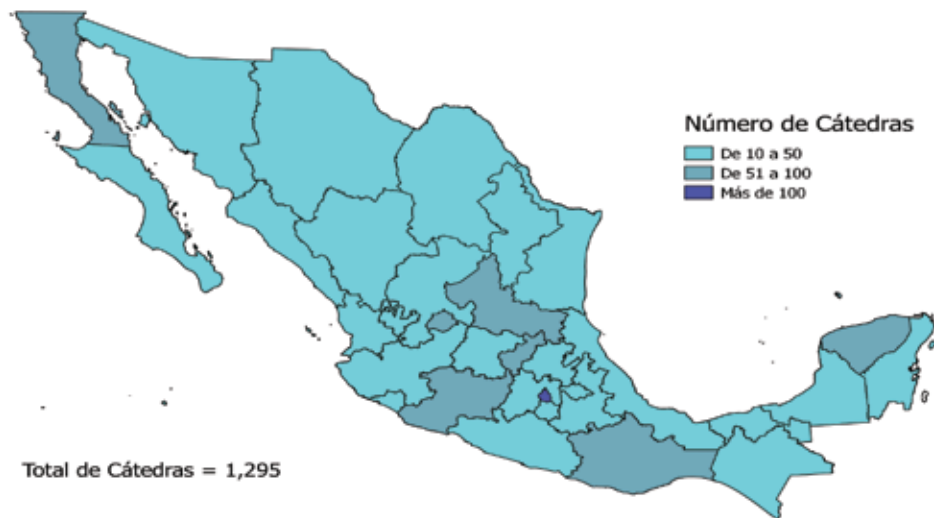 Número de Cátedras
De 10 a 50
De 51 a 100
Más de 100
Total de Cátedras = 1,295